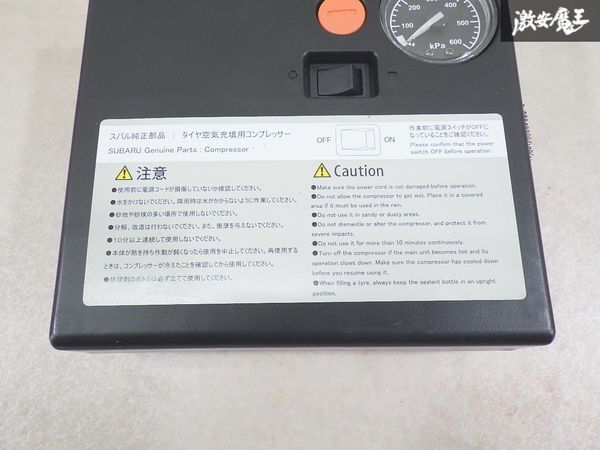 激安魔王
400
100
500
kPa 600
スバル純正部品 : タイヤ空気充填用コンプレッサー
SUBARU Genuine Parts : Compressor
OFF ON
作業前に電源スイッチがOFFに
なっていることをご確認ください。
Please confirm that the power
switch OFF before operation.
注意
●使用前に電源コードが損傷していないか確認してください。
●水をかけないでください。降雨時は水がかからないように作業してください。
●砂地や砂埃の多い場所で使用しないでください。
●分解、改造は行わないでください。また、衝撃を与えないでください。
●10分以上連続して使用しないでください。
●本体が熱を持ち作動が鈍くなったら使用を中止してください。再使用する
ときは、コンプレッサーが冷えたことを確認してから使用してください。
●修理剤のボトルは必ず立てて使用してください。
Caution
●Make sure the power cord is not damaged before operation.
●Do not allow the compressor to get wet. Place it in a covered
area if it must be used in the rain.
●Do not use it in sandy or dusty areas.
●Do not dismantle or alter the compressor, and protect it from
severe impacts.
●Do not use it for more than 10 minutes continuously.
●Turn off the compressor if the main unit becomes hot and its
operation slows down. Make sure the compressor has cooled down
before you resume using it.
●When filling a tyre, always keep the sealant bottle in an upright
position.